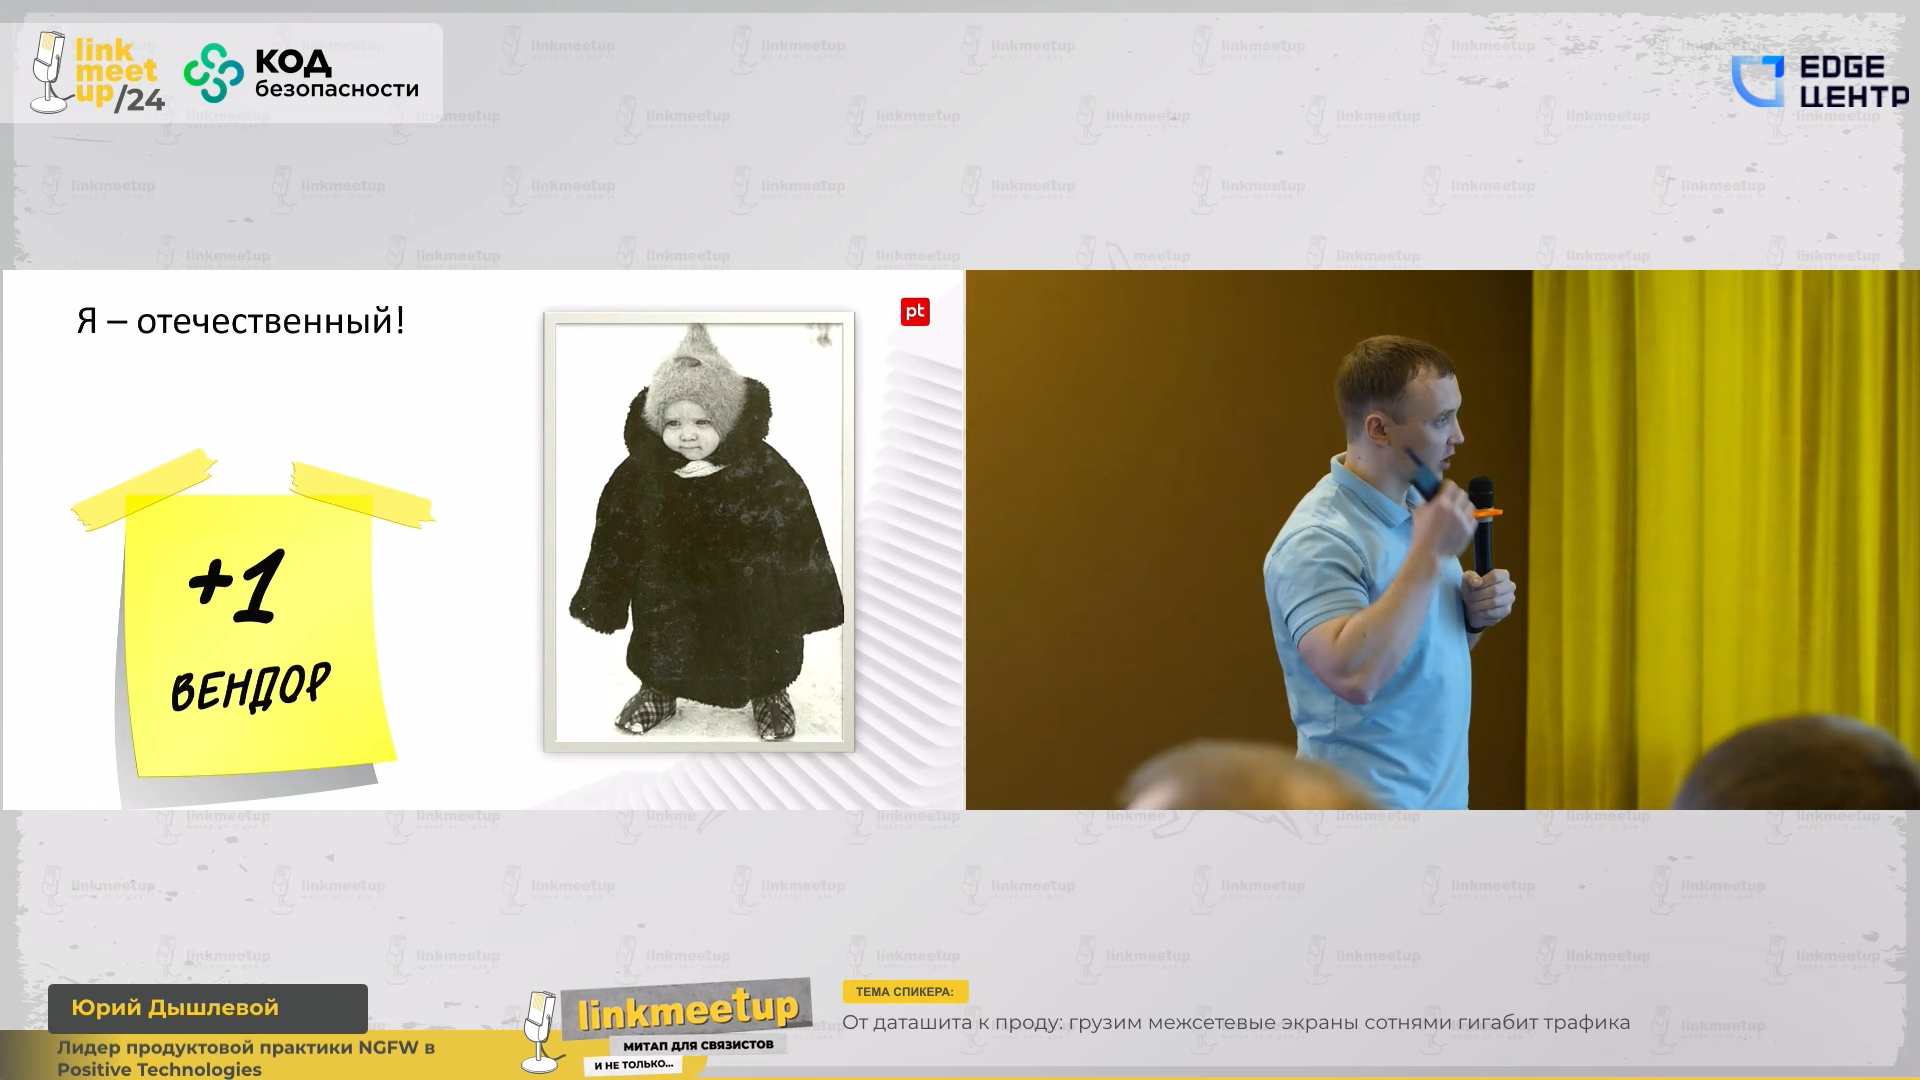 link
meet
up/24
КОД
безопасности
EDGE
ЦЕНТР
Я – отечественный!
pt
+1
ВЕНДОР
Юрий Дышлевой
Лидер продуктовой практики NGFW в
Positive Technologies
linkmeetup
МИТАП ДЛЯ СВЯЗИСТОВ
И НЕ ТОЛЬКО...
ТЕМА СПИКЕРА:
От даташита к проду: грузим межсетевые экраны сотнями гигабит трафика